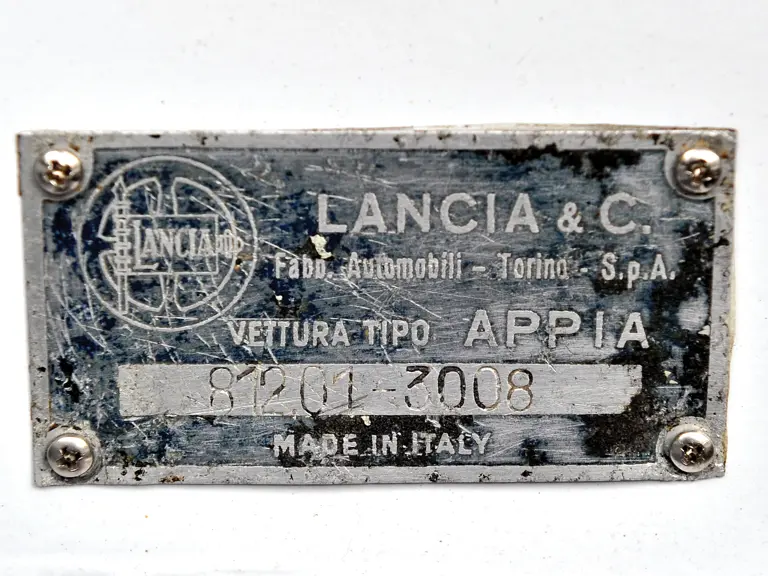 LANCIA
LANCIA & C.
Fabb. Automobili - Torino - S.p.A.
VETTURA TIPO APPIA
81201-3008
MADE IN ITALY